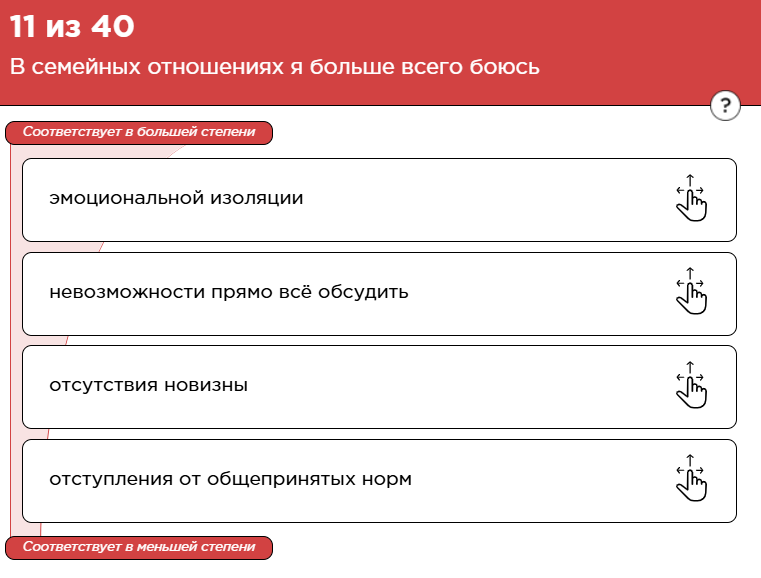 11 из 40
В семейных отношениях я больше всего боюсь
?
Соответствует в большей степени
эмоциональной изоляции
невозможности прямо всё обсудить
отсутствия новизны
отступления от общепринятых норм
Соответствует в меньшей степени